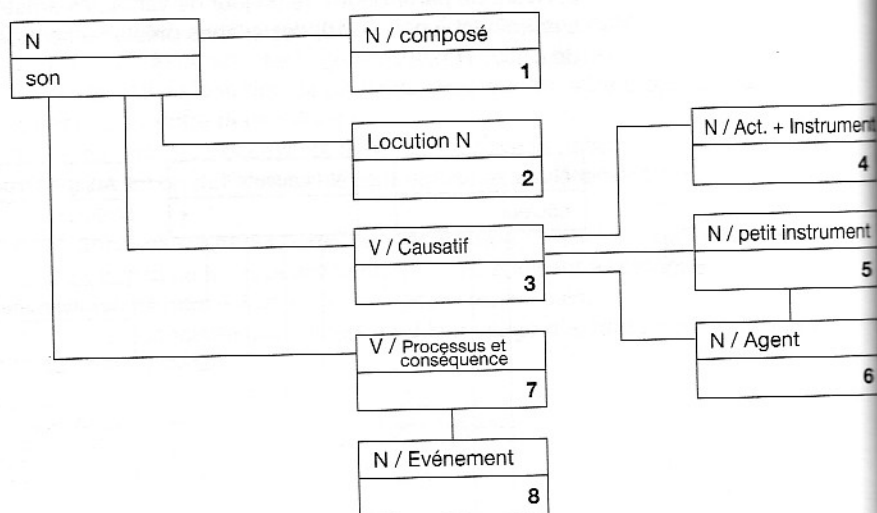 N
son
N / composé
1
Locution N
2
V / Causatif
3
N / Act. + Instrument
4
N / petit instrument
5
N / Agent
6
V / Processus et
conséquence
7
N / Evénement
8